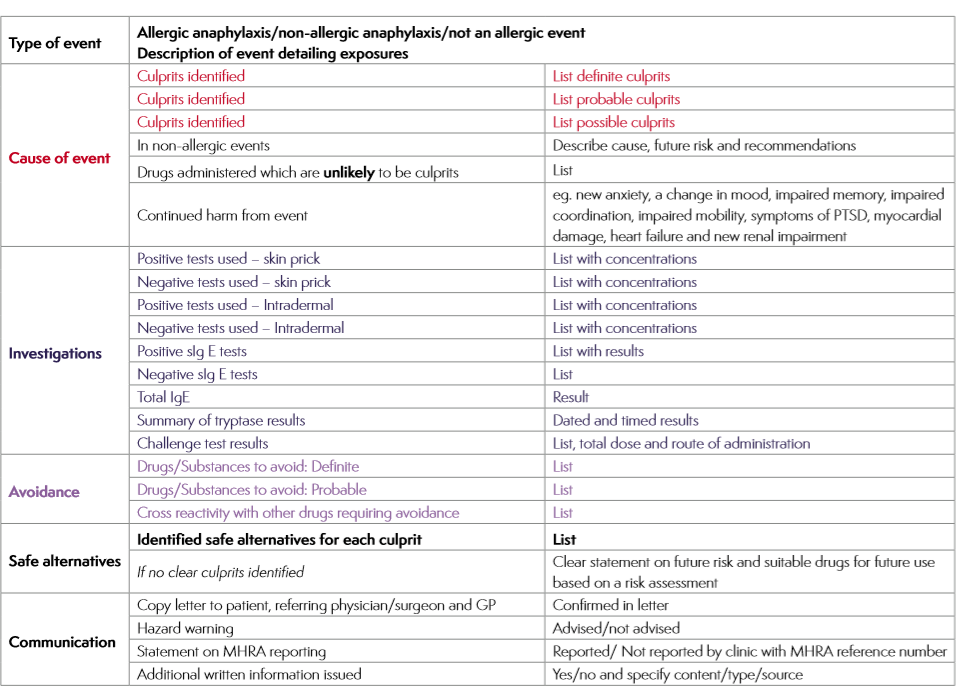 Type of event
Allergic anaphylaxis/non-allergic anaphylaxis/not an allergic event
Description of event detailing exposures
Cause of event
Culprits identified List definite culprits
Culprits identified List probable culprits
Culprits identified List possible culprits
In non-allergic events Describe cause, future risk and recommendations
Drugs administered which are unlikely to be culprits List
Continued harm from event
eg. new anxiety, a change in mood, impaired memory, impaired
coordination, impaired mobility, symptoms of PTSD, myocardial
damage, heart failure and new renal impairment
Investigations
Positive tests used – skin prick List with concentrations
Negative tests used – skin prick List with concentrations
Positive tests used – Intradermal List with concentrations
Negative tests used – Intradermal List with concentrations
Positive sIg E tests List with results
Negative sIg E tests List
Total IgE Result
Summary of tryptase results Dated and timed results
Challenge test results List, total dose and route of administration
Avoidance
Drugs/Substances to avoid: Definite List
Drugs/Substances to avoid: Probable List
Cross reactivity with other drugs requiring avoidance List
Safe alternatives
Identified safe alternatives for each culprit List
If no clear culprits identified
Clear statement on future risk and suitable drugs for future use
based on a risk assessment
Communication
Copy letter to patient, referring physician/surgeon and GP Confirmed in letter
Hazard warning Advised/not advised
Statement on MHRA reporting Reported/ Not reported by clinic with MHRA reference number
Additional written information issued Yes/no and specify content/type/source